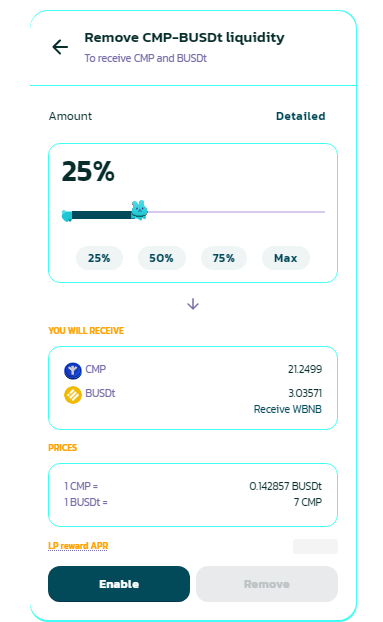 Remove CMP-BUSDt liquidity
To receive CMP and BUSDt
Amount Detailed
25%
25% 50% 75% Max
YOU WILL RECEIVE
CMP 21.2499
BUSDt 3.03571
Receive WBNB
PRICES
1 CMP = 0.142857 BUSDt
1 BUSDt = 7 CMP
LP reward APR
Enable Remove